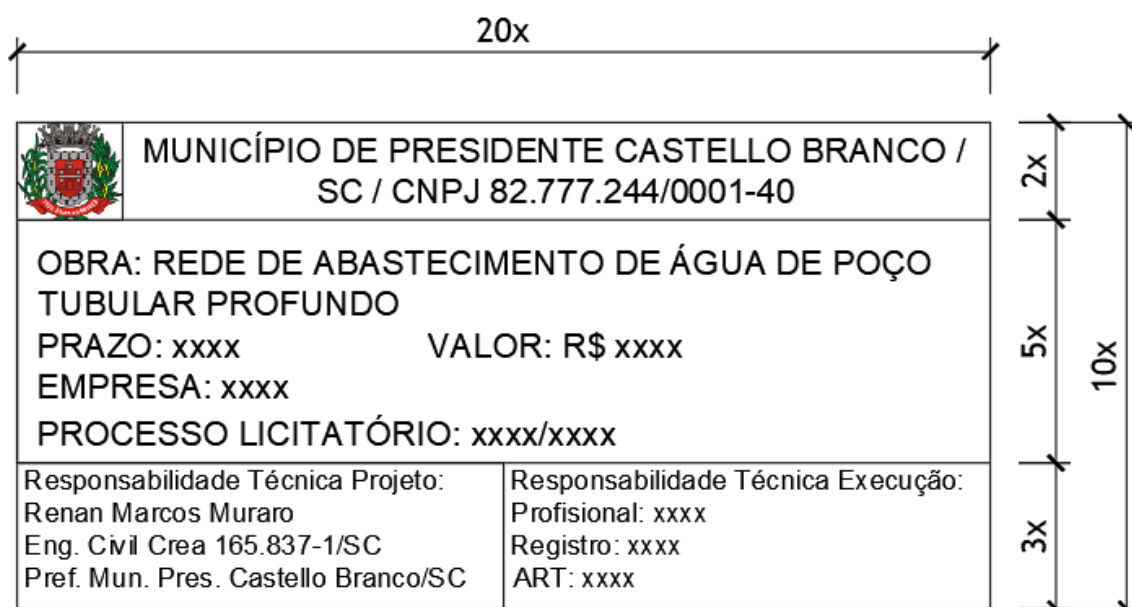 20x
MUNICÍPIO DE PRESIDENTE CASTELLO BRANCO /
SC / CNPJ 82.777.244/0001-40
2x
OBRA: REDE DE ABASTECIMENTO DE ÁGUA DE POÇO
TUBULAR PROFUNDO
PRAZO: xxxx VALOR: R$ xxxx
EMPRESA: xxxx
PROCESSO LICITATÓRIO: xxxx/xxxx
5x
10x
Responsabilidade Técnica Projeto:
Renan Marcos Muraro
Eng. Civil Crea 165.837-1/SC
Pref. Mun. Pres. Castello Branco/SC
Responsabilidade Técnica Execução:
Profisional: xxxx
Registro: xxxx
ART: xxxx
3x